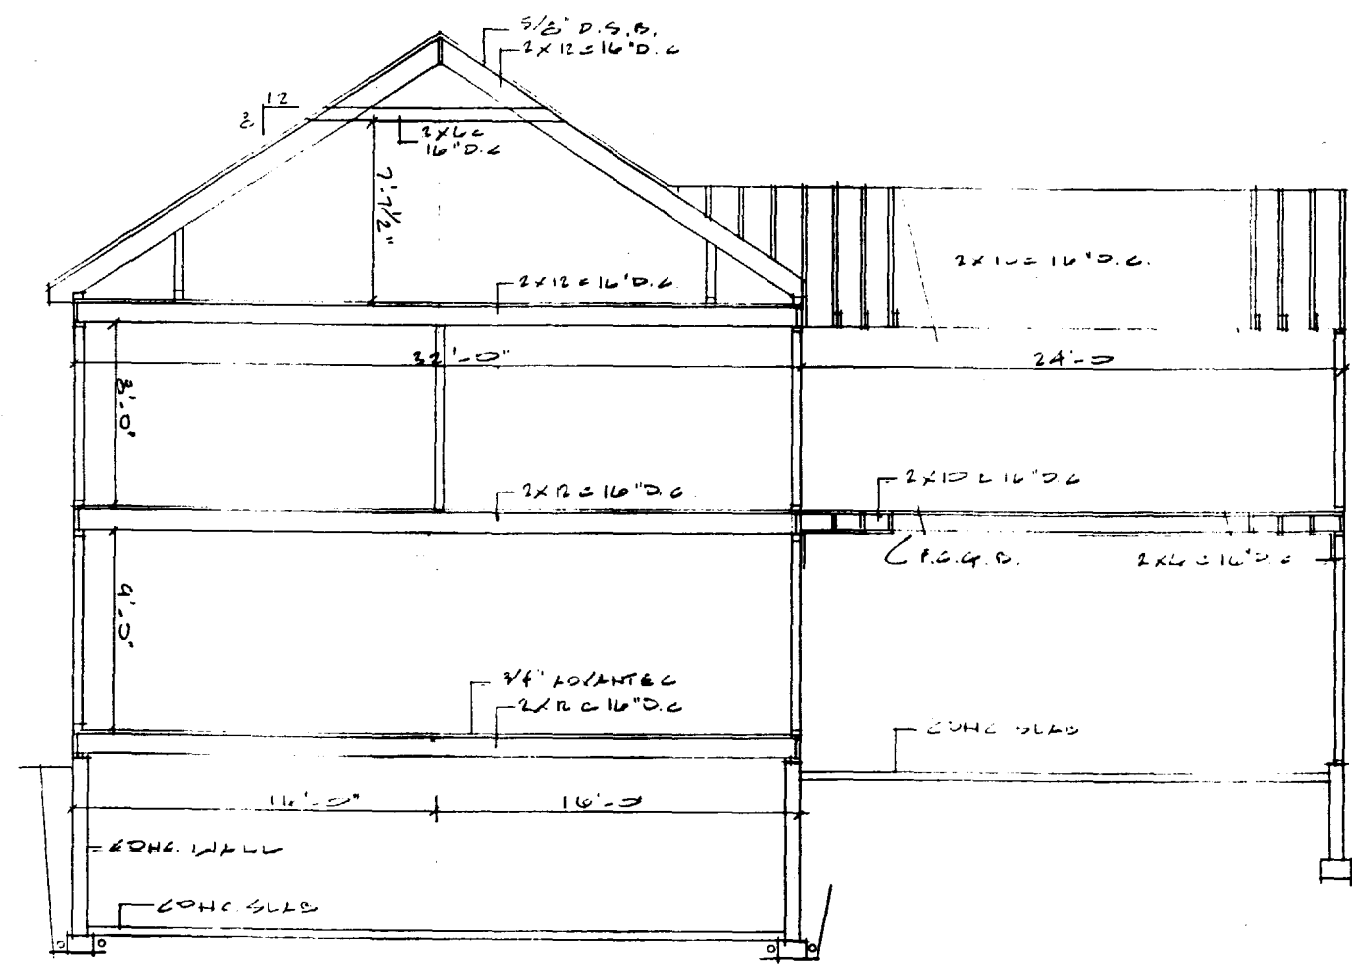 5/8" O.S.B.
2x12 @ 16"O.C
12
8
2x6 @
16"O.C
7'-7 1/2"
2x12 @ 16"O.C.
2x10 @ 16"O.C.
32'-0"
24'-0
8'-0"
2x12 @ 16"O.C
2x10 @ 16"O.C
F.C.G.B.
2x6 @ 16"O.C
9'-0"
3/4" ADVANTEC
2x12 @ 16"O.C
CONC SLAB
16'-0"
16'-0
CONC. WALL
CONC. SLAB